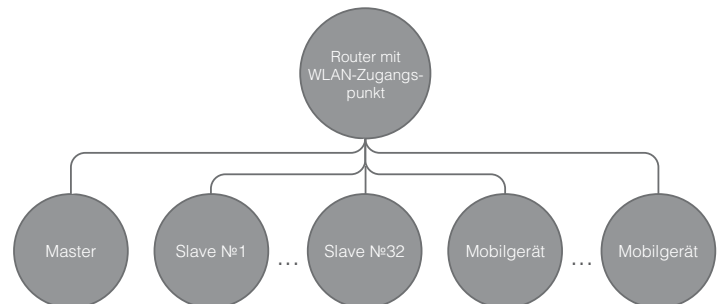 Router mit
WLAN-Zugangs-
punkt
Master
Slave №1
...
Slave №32
Mobilgerät
...
Mobilgerät